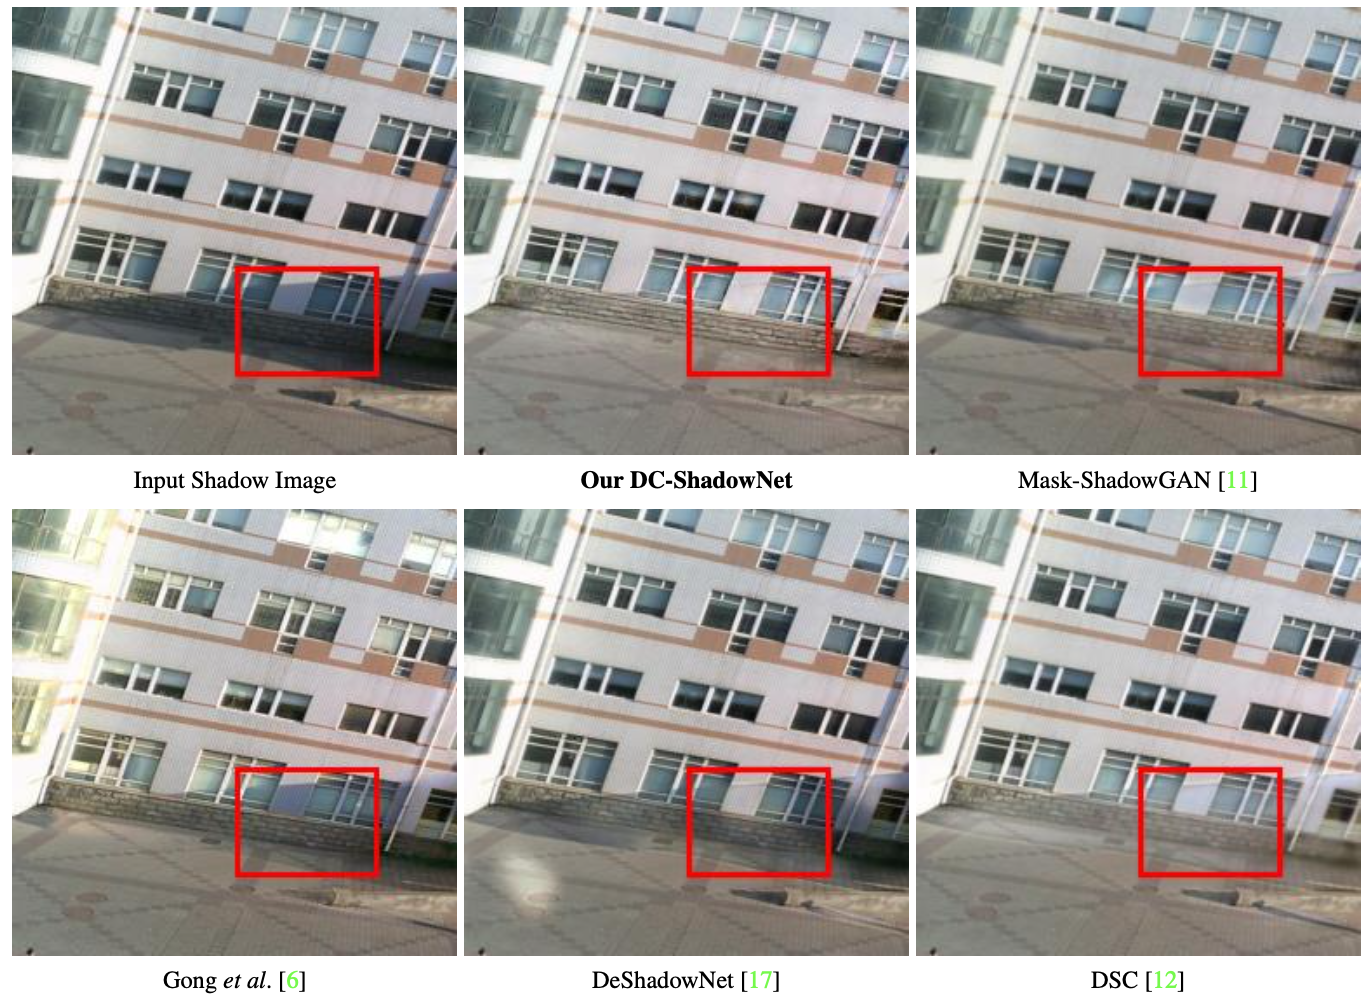 Input Shadow Image
Our DC-ShadowNet
Mask-ShadowGAN [11]
Gong et al. [6]
DeShadowNet [17]
DSC [12]